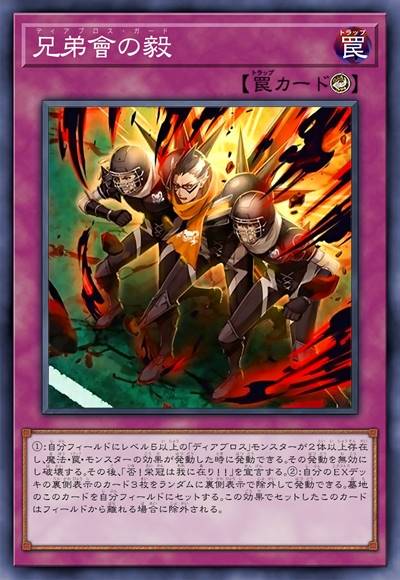 ディアブロス・ガード
兄弟會の毅
トラップ
罠
【罠カード】
トラップ
①:自分フィールドにレベル5以上の「ディアブロス」モンスターが2体以上存在
し、魔法・罠・モンスターの効果が発動した時に発動できる。その発動を無効に
し破壊する。その後、「否!栄冠は我に在り!!」を宣言する。②:自分のEXデッ
キの裏側表示のカード3枚をランダムに裏側表示で除外して発動できる。墓地
のこのカードを自分フィールドにセットする。この効果でセットしたこのカード
はフィールドから離れる場合に除外される。